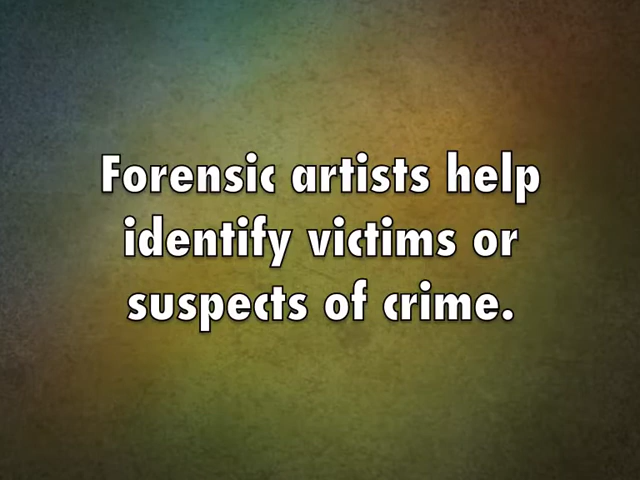 Forensic artists help
identify victims or
suspects of crime.